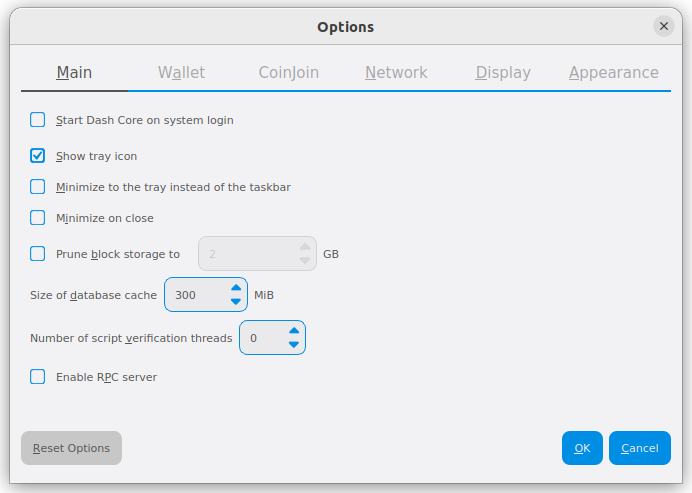 Options
Main Wallet CoinJoin Network Display Appearance
Start Dash Core on system login
Show tray icon
Minimize to the tray instead of the taskbar
Minimize on close
Prune block storage to 2 GB
Size of database cache 300 MiB
Number of script verification threads 0
Enable RPC server
Reset Options OK Cancel